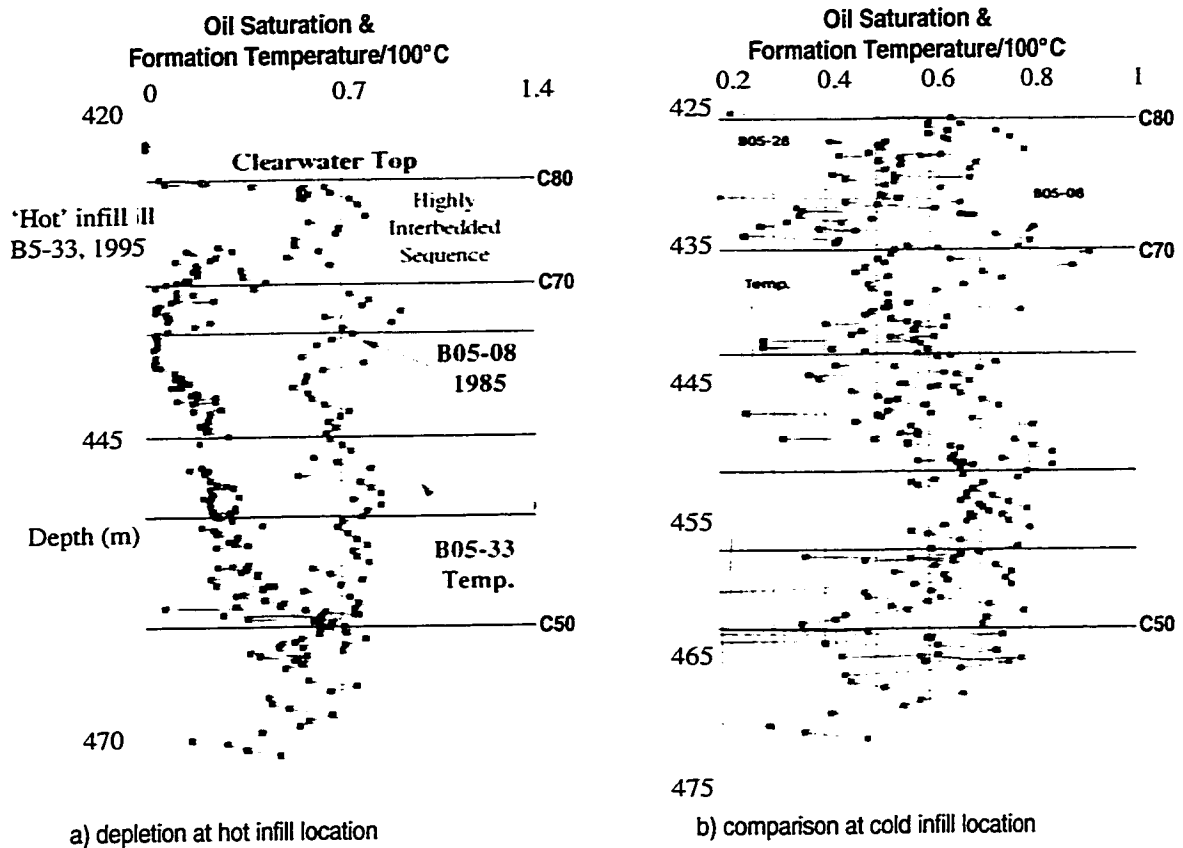 Oil Saturation &
Formation Temperature/100°C
0 0.7 1.4
420
Clearwater Top
C80
Highly
Interbedded
Sequence
'Hot' infill ill
B5-33, 1995
C70
B05-08
1985
445
Depth (m)
B05-33
Temp.
C50
470
a) depletion at hot infill location
Oil Saturation &
Formation Temperature/100°C
0.2 0.4 0.6 0.8 1
425
C80
B05-28
B05-08
435
C70
Temp.
445
455
C50
465
475
b) comparison at cold infill location